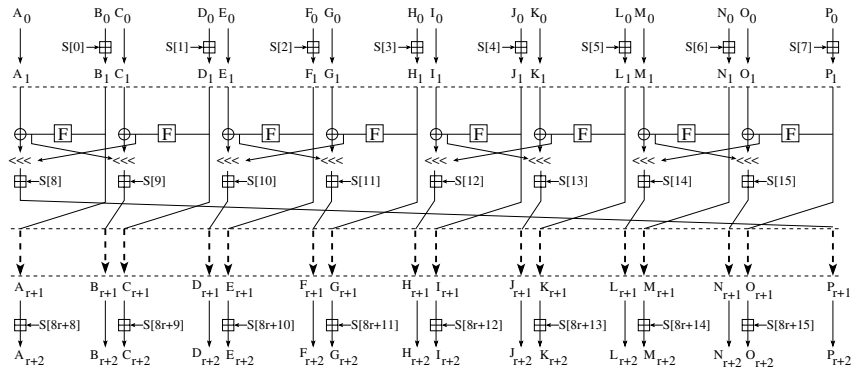 A0 B0 C0 D0 E0 F0 G0 H0 I0 J0 K0 L0 M0 N0 O0 P0
S[0] S[1] S[2] S[3] S[4] S[5] S[6] S[7]
A1 B1 C1 D1 E1 F1 G1 H1 I1 J1 K1 L1 M1 N1 O1 P1
F F F F F F F F
<<< <<< <<< <<< <<< <<< <<< <<<
S[8] S[9] S[10] S[11] S[12] S[13] S[14] S[15]
Ar+1 Br+1 Cr+1 Dr+1 Er+1 Fr+1 Gr+1 Hr+1 Ir+1 Jr+1 Kr+1 Lr+1 Mr+1 Nr+1 Or+1 Pr+1
S[8r+8] S[8r+9] S[8r+10] S[8r+11] S[8r+12] S[8r+13] S[8r+14] S[8r+15]
Ar+2 Br+2 Cr+2 Dr+2 Er+2 Fr+2 Gr+2 Hr+2 Ir+2 Jr+2 Kr+2 Lr+2 Mr+2 Nr+2 Or+2 Pr+2